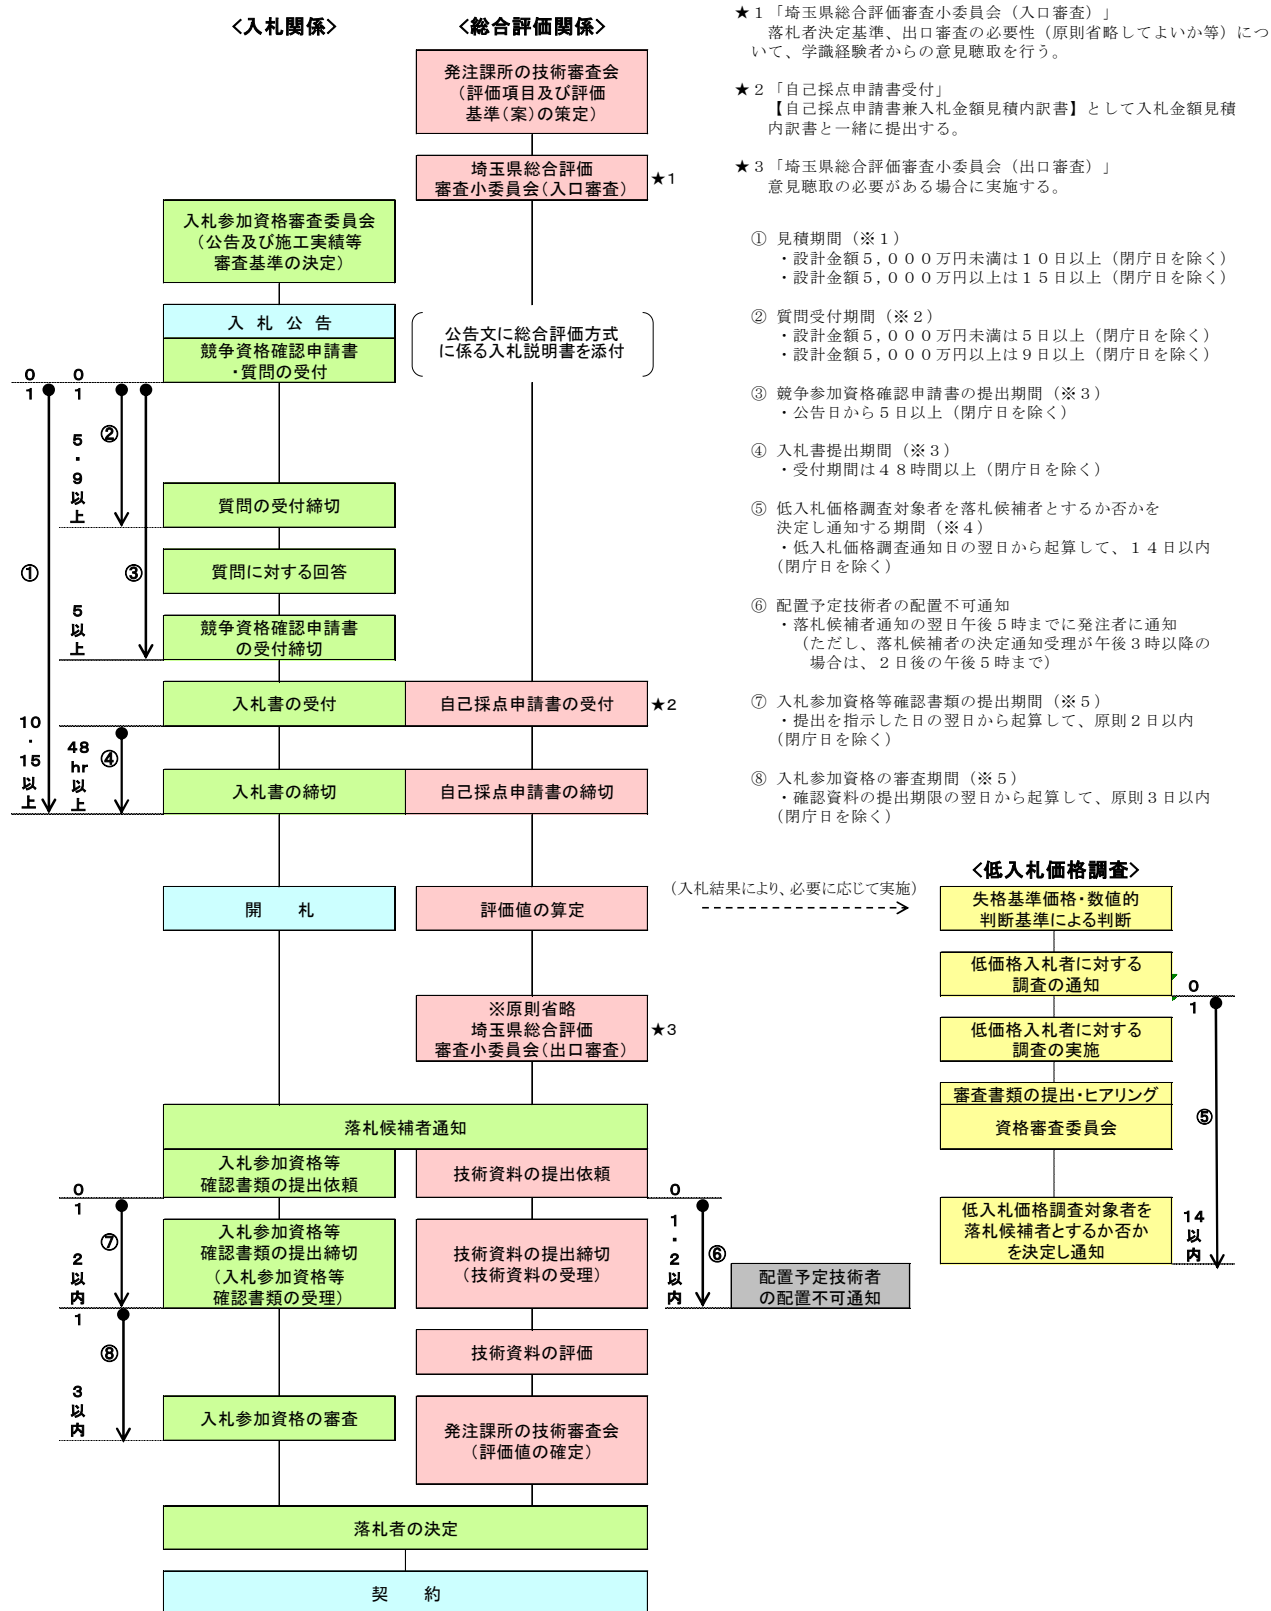 <入札関係>
<総合評価関係>
発注課所の技術審査会
(評価項目及び評価
基準(案)の策定)
埼玉県総合評価
審査小委員会(入口審査)
★1
入札参加資格審査委員会
(公告及び施工実績等
審査基準の決定)
入 札 公 告
競争資格確認申請書
・質問の受付
公告文に総合評価方式
に係る入札説明書を添付
0
1
0
1
②
5
・
9
以
上
質問の受付締切
①
③
質問に対する回答
5
以
上
競争資格確認申請書
の受付締切
入札書の受付
自己採点申請書の受付
★2
10
・
15
以
上
48
hr
以
上
④
入札書の締切
自己採点申請書の締切
開 札
評価値の算定
(入札結果により、必要に応じて実施)
※原則省略
埼玉県総合評価
審査小委員会(出口審査)
★3
落札候補者通知
入札参加資格等
確認書類の提出依頼
技術資料の提出依頼
0
1
⑦
2
以
内
入札参加資格等
確認書類の提出締切
(入札参加資格等
確認書類の受理)
技術資料の提出締切
(技術資料の受理)
0
1
・
2
以
内
⑥
配置予定技術者
の配置不可通知
1
⑧
3
以
内
技術資料の評価
入札参加資格の審査
発注課所の技術審査会
(評価値の確定)
落札者の決定
契 約
★1「埼玉県総合評価審査小委員会(入口審査)」
落札者決定基準、出口審査の必要性(原則省略してよいか等)につ
いて、学識経験者からの意見聴取を行う。
★2「自己採点申請書受付」
【自己採点申請書兼入札金額見積内訳書】として入札金額見積
内訳書と一緒に提出する。
★3「埼玉県総合評価審査小委員会(出口審査)」
意見聴取の必要がある場合に実施する。
① 見積期間(※1)
・設計金額5,000万円未満は10日以上(閉庁日を除く)
・設計金額5,000万円以上は15日以上(閉庁日を除く)
② 質問受付期間(※2)
・設計金額5,000万円未満は5日以上(閉庁日を除く)
・設計金額5,000万円以上は9日以上(閉庁日を除く)
③ 競争参加資格確認申請書の提出期間(※3)
・公告日から5日以上(閉庁日を除く)
④ 入札書提出期間(※3)
・受付期間は48時間以上(閉庁日を除く)
⑤ 低入札価格調査対象者を落札候補者とするか否かを
決定し通知する期間(※4)
・低入札価格調査通知日の翌日から起算して、14日以内
(閉庁日を除く)
⑥ 配置予定技術者の配置不可通知
・落札候補者通知の翌日午後5時までに発注者に通知
(ただし、落札候補者の決定通知受理が午後3時以降の
場合は、2日後の午後5時まで)
⑦ 入札参加資格等確認書類の提出期間(※5)
・提出を指示した日の翌日から起算して、原則2日以内
(閉庁日を除く)
⑧ 入札参加資格の審査期間(※5)
・確認資料の提出期限の翌日から起算して、原則3日以内
(閉庁日を除く)
<低入札価格調査>
失格基準価格・数値的
判断基準による判断
低価格入札者に対する
調査の通知
0
1
低価格入札者に対する
調査の実施
審査書類の提出・ヒアリング
資格審査委員会
⑤
低入札価格調査対象者を
落札候補者とするか否か
を決定し通知
14
以
内